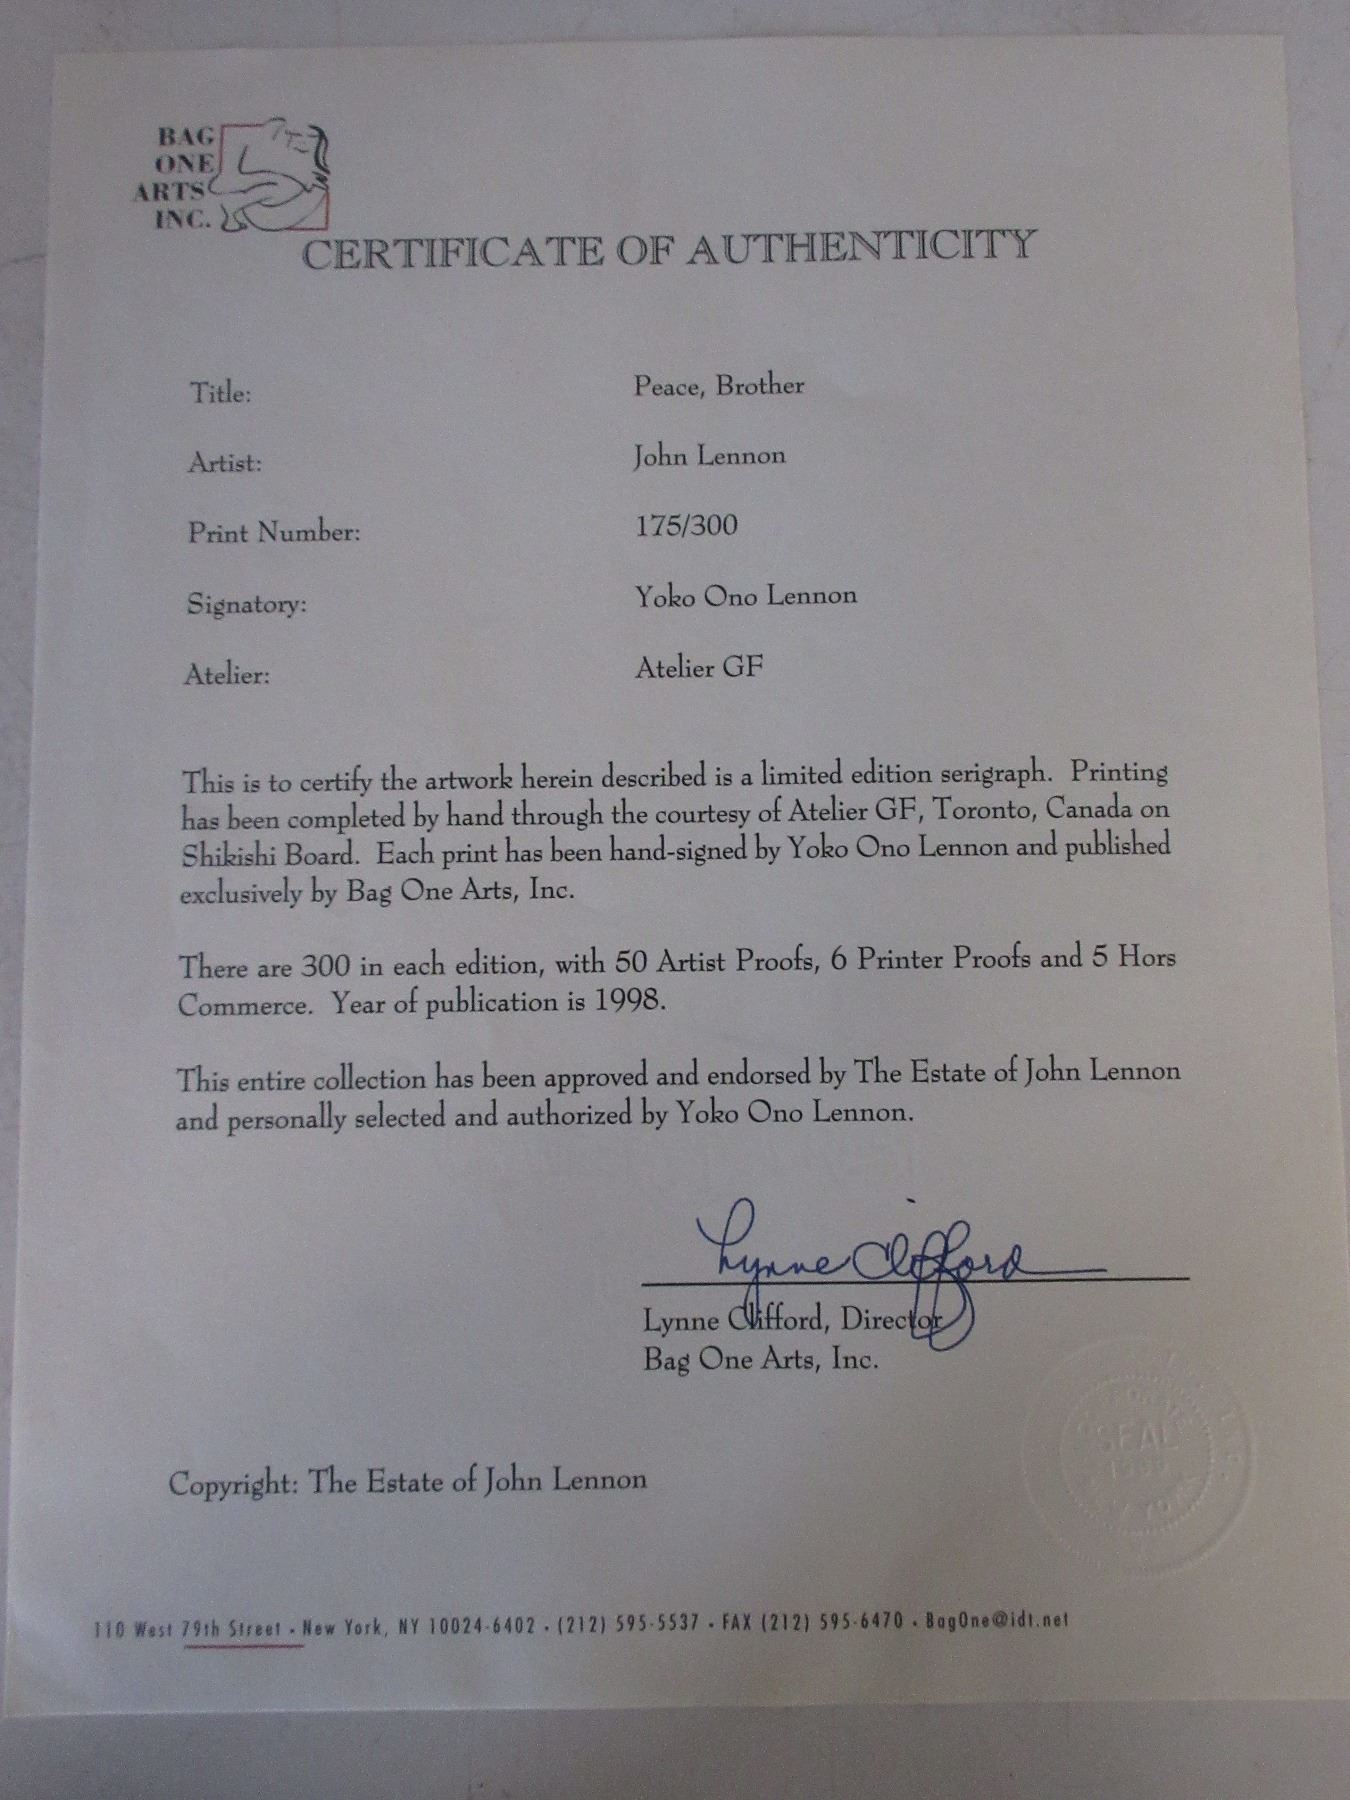 BAG
ONE
ARTS
INC.
CERTIFICATE OF AUTHENTICITY
Title: Peace, Brother
Artist: John Lennon
Print Number: 175/300
Signatory: Yoko Ono Lennon
Atelier: Atelier GF
This is to certify the artwork herein described is a limited edition serigraph. Printing
has been completed by hand through the courtesy of Atelier GF, Toronto, Canada on
Shikishi Board. Each print has been hand-signed by Yoko Ono Lennon and published
exclusively by Bag One Arts, Inc.
There are 300 in each edition, with 50 Artist Proofs, 6 Printer Proofs and 5 Hors
Commerce. Year of publication is 1998.
This entire collection has been approved and endorsed by The Estate of John Lennon
and personally selected and authorized by Yoko Ono Lennon.
Lynne Clifford
Lynne Clifford, Director
Bag One Arts, Inc.
SEAL
Copyright: The Estate of John Lennon
110 West 79th Street • New York, NY 10024-6402 • (212) 595-5537 • FAX (212) 595-6470 • BagOne@idt.net